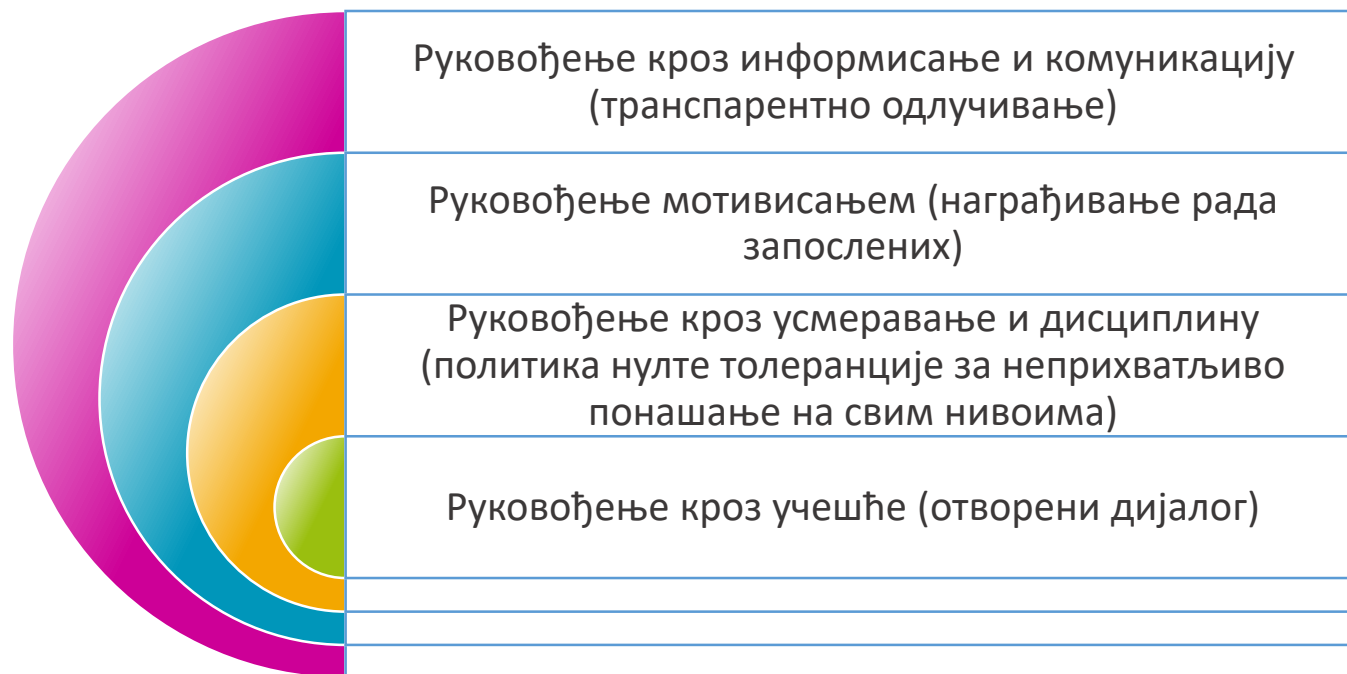 Руковођење кроз информисање и комуникацију
(транспарентно одлучивање)
Руковођење мотивисањем (награђивање рада
запослених)
Руковођење кроз усмеравање и дисциплину
(политика нулте толеранције за неприхватљиво
понашање на свим нивоима)
Руковођење кроз учешће (отворени дијалог)